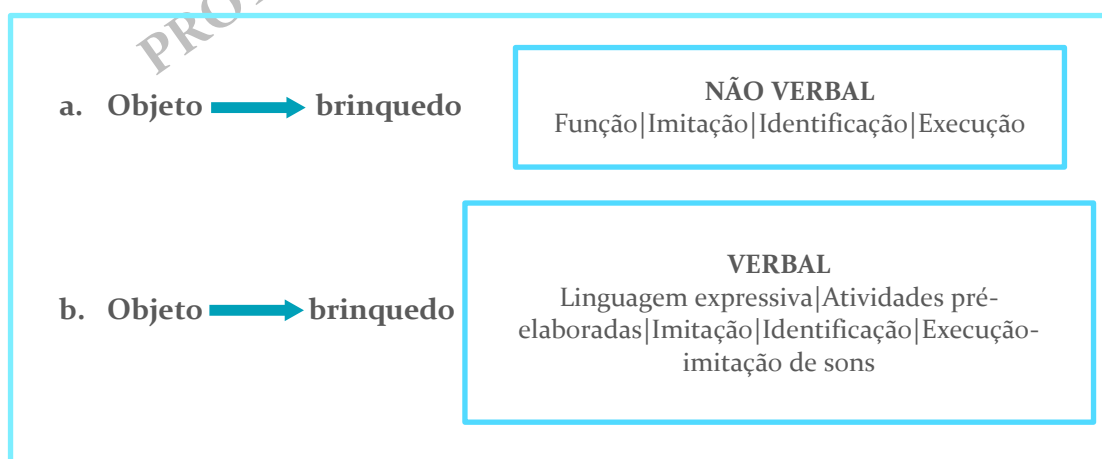 a. Objeto brinquedo
NÃO VERBAL
Função|Imitação|Identificação|Execução
b. Objeto brinquedo
VERBAL
Linguagem expressiva|Atividades pré-
elaboradas|Imitação|Identificação|Execução-
imitação de sons